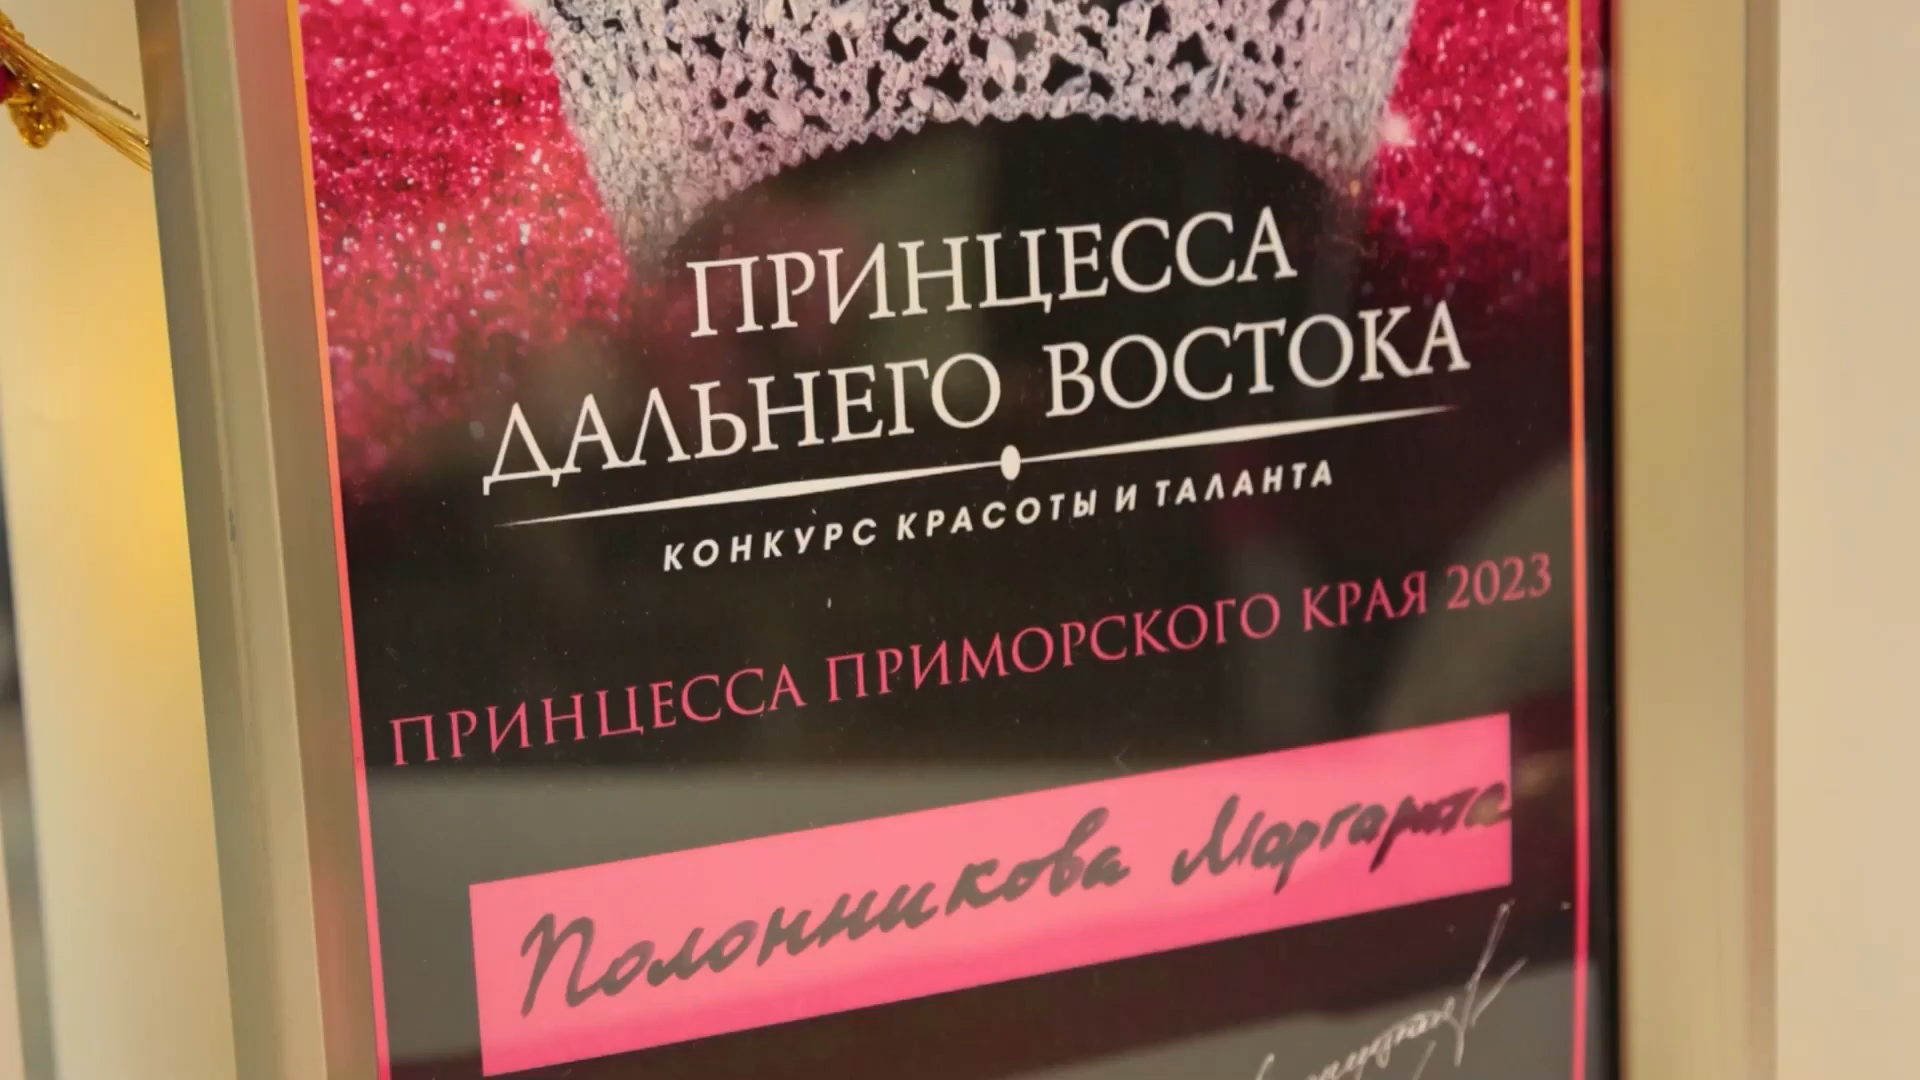 ПРИНЦЕССА
ДАЛЬНЕГО ВОСТОКА
КОНКУРС КРАСОТЫ И ТАЛАНТА
ПРИНЦЕССА ПРИМОРСКОГО КРАЯ 2023
Полонникова Маргарита